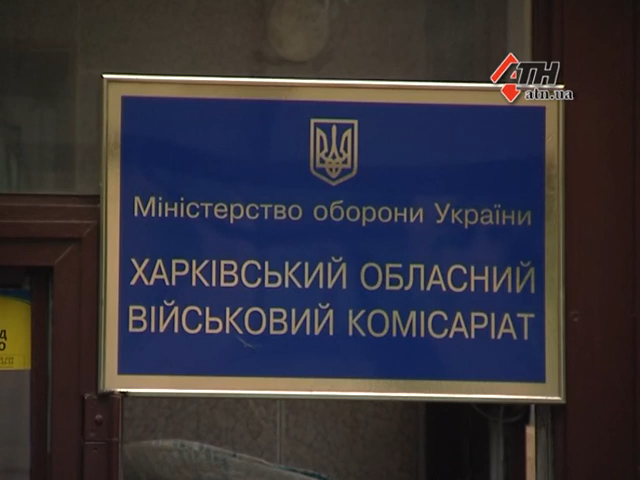 АТН
atn.ua
Міністерство оборони України
ХАРКІВСЬКИЙ ОБЛАСНИЙ
ВІЙСЬКОВИЙ КОМІСАРІАТ